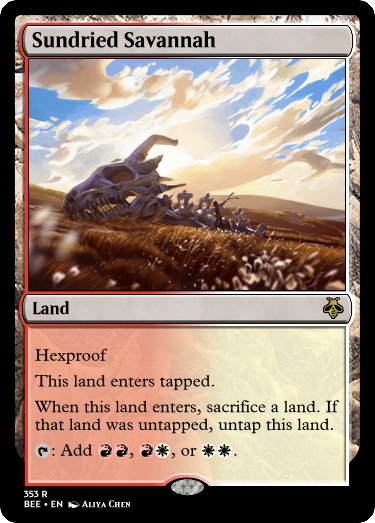 Sundried Savannah
Land
Hexproof
This land enters tapped.
When this land enters, sacrifice a land. If
that land was untapped, untap this land.
: Add , , or .
353 R
BEE • EN Aliya Chen